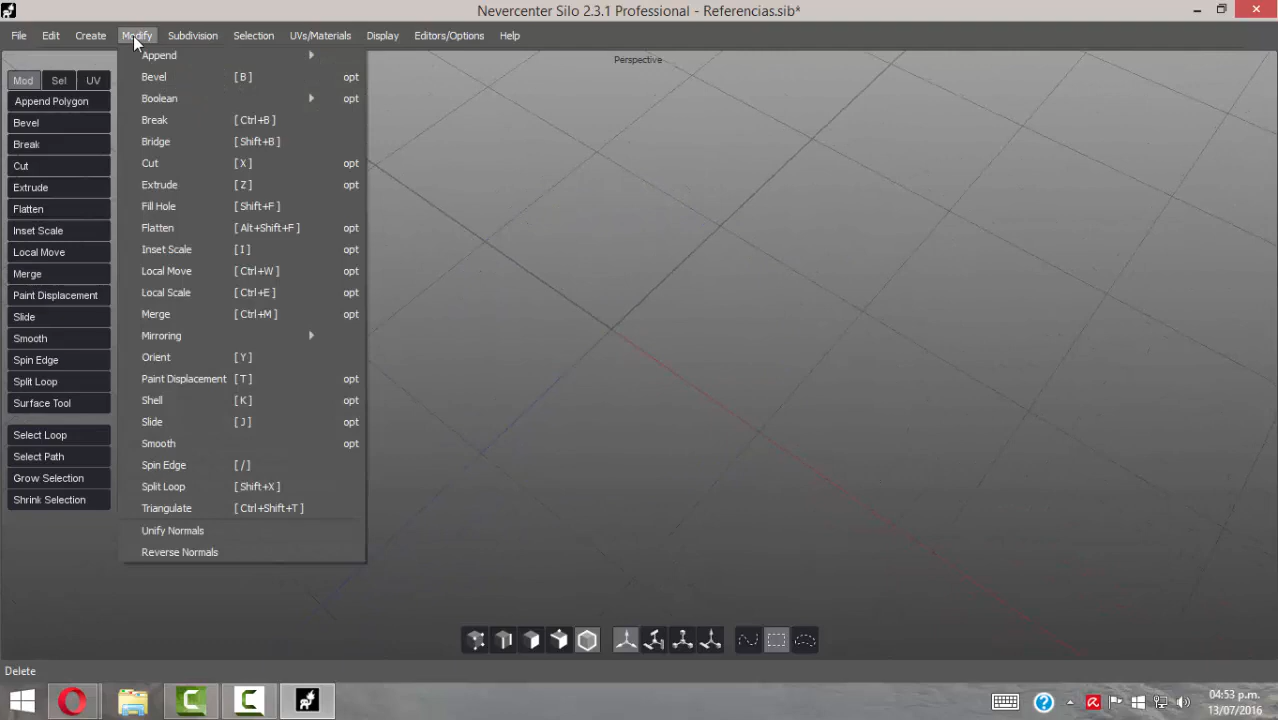 Nevercenter Silo 2.3.1 Professional - Referencias.sib*
File Edit Create Modify Subdivision Selection UVs/Materials Display Editors/Options Help
Perspective
Mod Sel UV
Append Polygon
Bevel
Break
Cut
Extrude
Flatten
Inset Scale
Local Move
Merge
Paint Displacement
Slide
Smooth
Spin Edge
Split Loop
Surface Tool
Select Loop
Select Path
Grow Selection
Shrink Selection
Append
Bevel [ B ] opt
Boolean opt
Break [ Ctrl+B ]
Bridge [ Shift+B ]
Cut [ X ] opt
Extrude [ Z ] opt
Fill Hole [ Shift+F ]
Flatten [ Alt+Shift+F ] opt
Inset Scale [ I ] opt
Local Move [ Ctrl+W ] opt
Local Scale [ Ctrl+E ] opt
Merge [ Ctrl+M ] opt
Mirroring
Orient [ Y ]
Paint Displacement [ T ] opt
Shell [ K ] opt
Slide [ J ] opt
Smooth opt
Spin Edge [ / ]
Split Loop [ Shift+X ]
Triangulate [ Ctrl+Shift+T ]
Unify Normals
Reverse Normals
Delete
04:53 p.m.
13/07/2016